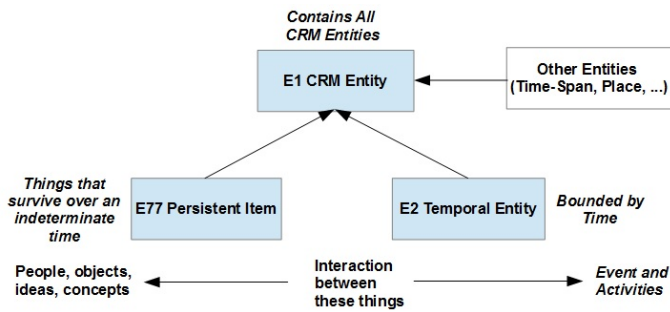 Contains All
CRM Entities
E1 CRM Entity
Other Entities
(Time-Span, Place, ...)
Things that
survive over an
indeterminate
time
E77 Persistent Item
E2 Temporal Entity
Bounded by
Time
People, objects,
ideas, concepts
Interaction
between
these things
Event and
Activities